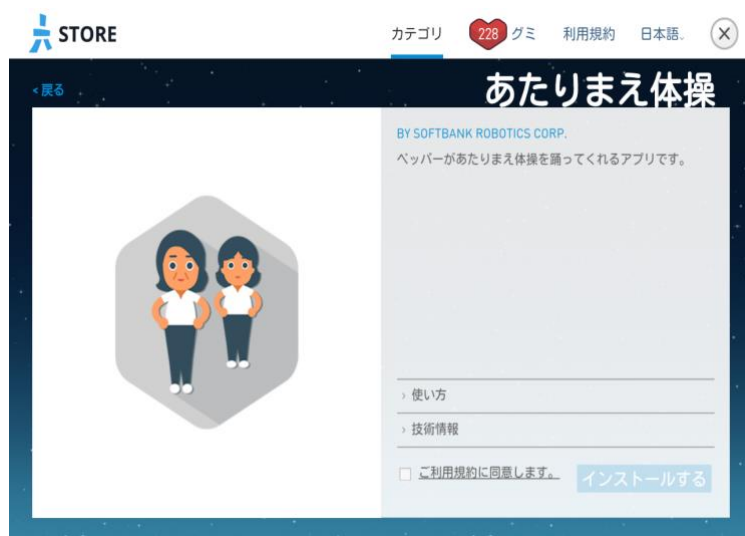 STORE
カテゴリ
228 グミ
利用規約
日本語
<戻る
あたりまえ体操
BY SOFTBANK ROBOTICS CORP.
ペッパーがあたりまえ体操を踊ってくれるアプリです。
› 使い方
› 技術情報
ご利用規約に同意します。
インストールする